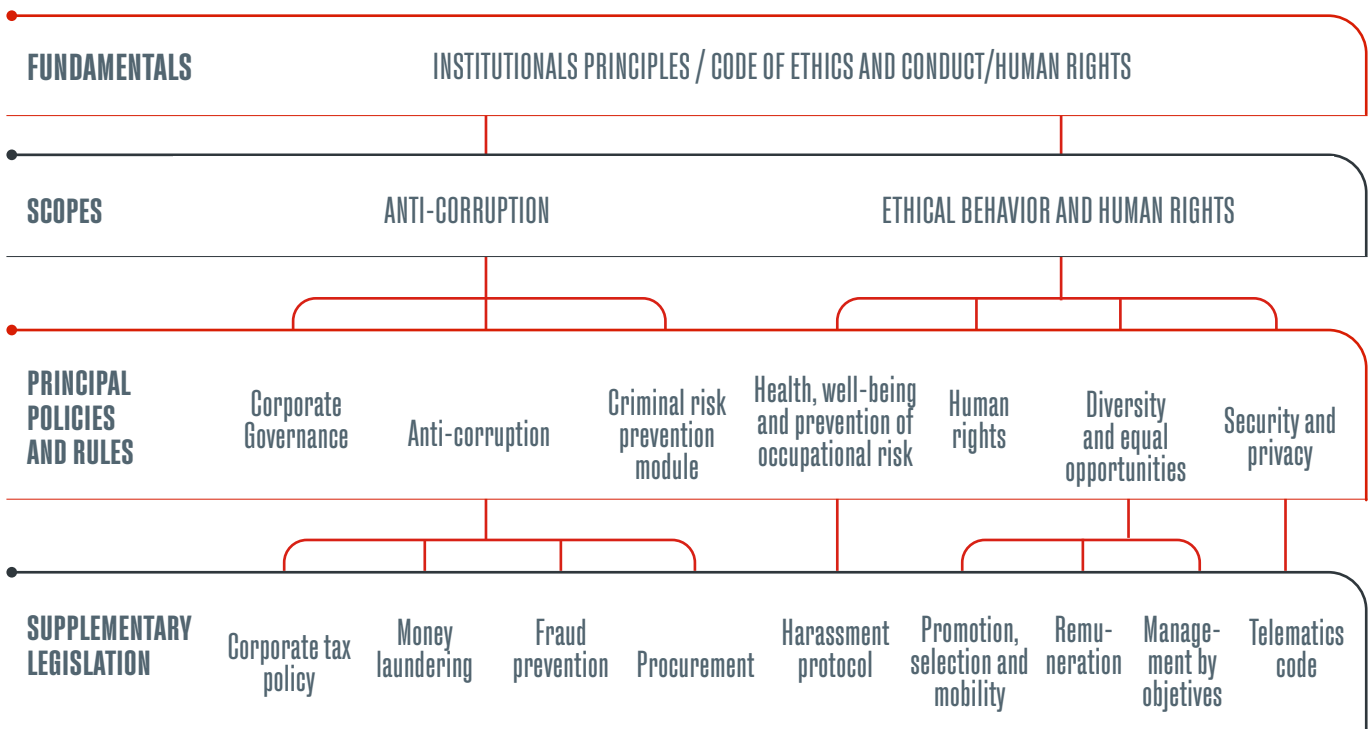 FUNDAMENTALS
INSTITUTIONALS PRINCIPLES / CODE OF ETHICS AND CONDUCT/HUMAN RIGHTS
SCOPES
ANTI-CORRUPTION
ETHICAL BEHAVIOR AND HUMAN RIGHTS
PRINCIPAL
POLICIES
AND RULES
Corporate
Governance
Anti-corruption
Criminal risk
prevention
module
Health, well-being
and prevention of
occupational risk
Human
rights
Diversity
and equal
opportunities
Security and
privacy
SUPPLEMENTARY
LEGISLATION
Corporate tax
policy
Money
laundering
Fraud
prevention
Procurement
Harassment
protocol
Promotion,
selection and
mobility
Remu-
neration
Manage-
ment by
objetives
Telematics
code